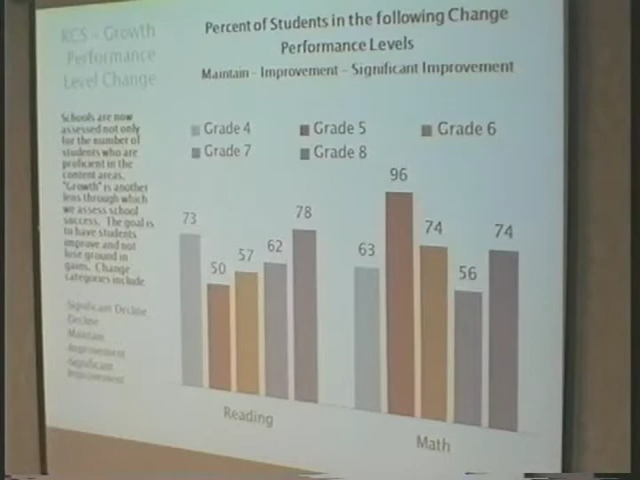 RCS - Growth
Performance
Level Change
Percent of Students in the following Change
Performance Levels
Maintain - Improvement - Significant Improvement
Schools are now
assessed not only
for the number of
students who are
proficient in the
content areas.
"Growth" is another
lens through which
we assess school
success. The goal is
to have students
improve and not
lose ground in
gains. Change
categories include
Significant Decline
Decline
Maintain
Improvement
Significant
Improvement
Grade 4 Grade 5 Grade 6
Grade 7 Grade 8
73 50 57 62 78
63 96 74 56 74
Reading
Math